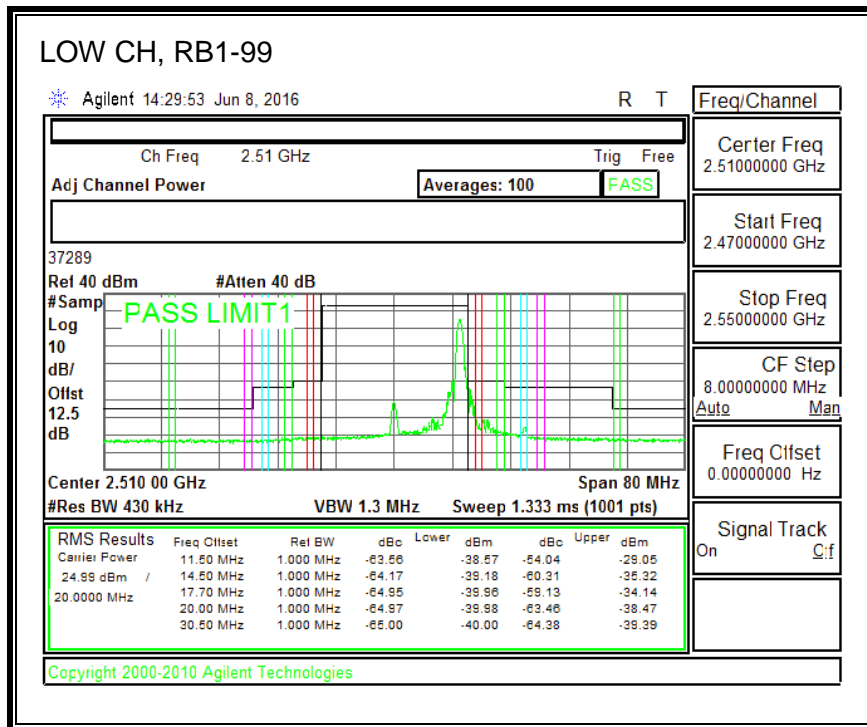 LOW CH, RB1-99
Agilent 14:29:53 Jun 8, 2016 R T
Freq/Channel
Ch Freq 2.51 GHz Trig Free
Adj Channel Power Averages: 100 PASS
Center Freq
2.51000000 GHz
Start Freq
2.47000000 GHz
Stop Freq
2.55000000 GHz
CF Step
8.00000000 MHz
Auto Man
Freq Offset
0.00000000 Hz
Signal Track
On Off
37289
Ref 40 dBm #Atten 40 dB
#Samp
Log
10
dB/
Offst
12.5
dB
PASS LIMIT1
Center 2.510 00 GHz Span 80 MHz
#Res BW 430 kHz VBW 1.3 MHz Sweep 1.333 ms (1001 pts)
RMS Results Freq Offset Ref BW dBc Lower dBm dBc Upper dBm
Carrier Power 11.50 MHz 1.000 MHz -63.56 -38.57 -54.04 -29.05
24.99 dBm / 14.50 MHz 1.000 MHz -64.17 -39.18 -60.31 -35.32
20.0000 MHz 17.70 MHz 1.000 MHz -64.95 -39.96 -59.13 -34.14
20.00 MHz 1.000 MHz -64.97 -39.98 -63.46 -38.47
30.50 MHz 1.000 MHz -65.00 -40.00 -64.38 -39.39
Copyright 2000-2010 Agilent Technologies